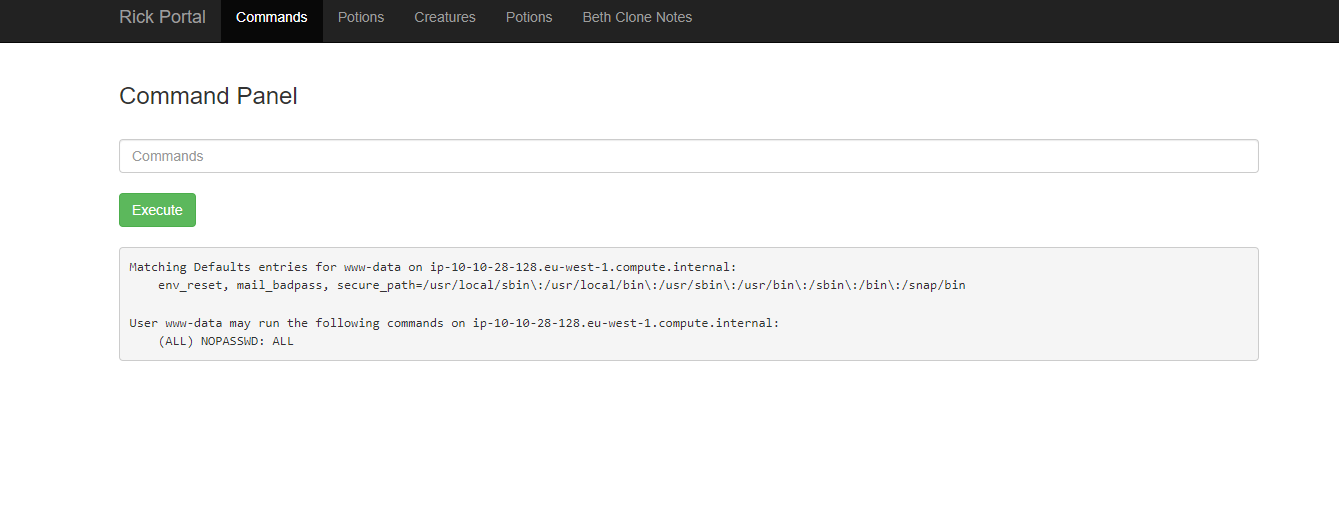 Rick Portal Commands Potions Creatures Potions Beth Clone Notes
Command Panel
Commands
Execute
Matching Defaults entries for www-data on ip-10-10-28-128.eu-west-1.compute.internal:
env_reset, mail_badpass, secure_path=/usr/local/sbin\:/usr/local/bin\:/usr/sbin\:/usr/bin\:/sbin\:/bin\:/snap/bin
User www-data may run the following commands on ip-10-10-28-128.eu-west-1.compute.internal:
(ALL) NOPASSWD: ALL